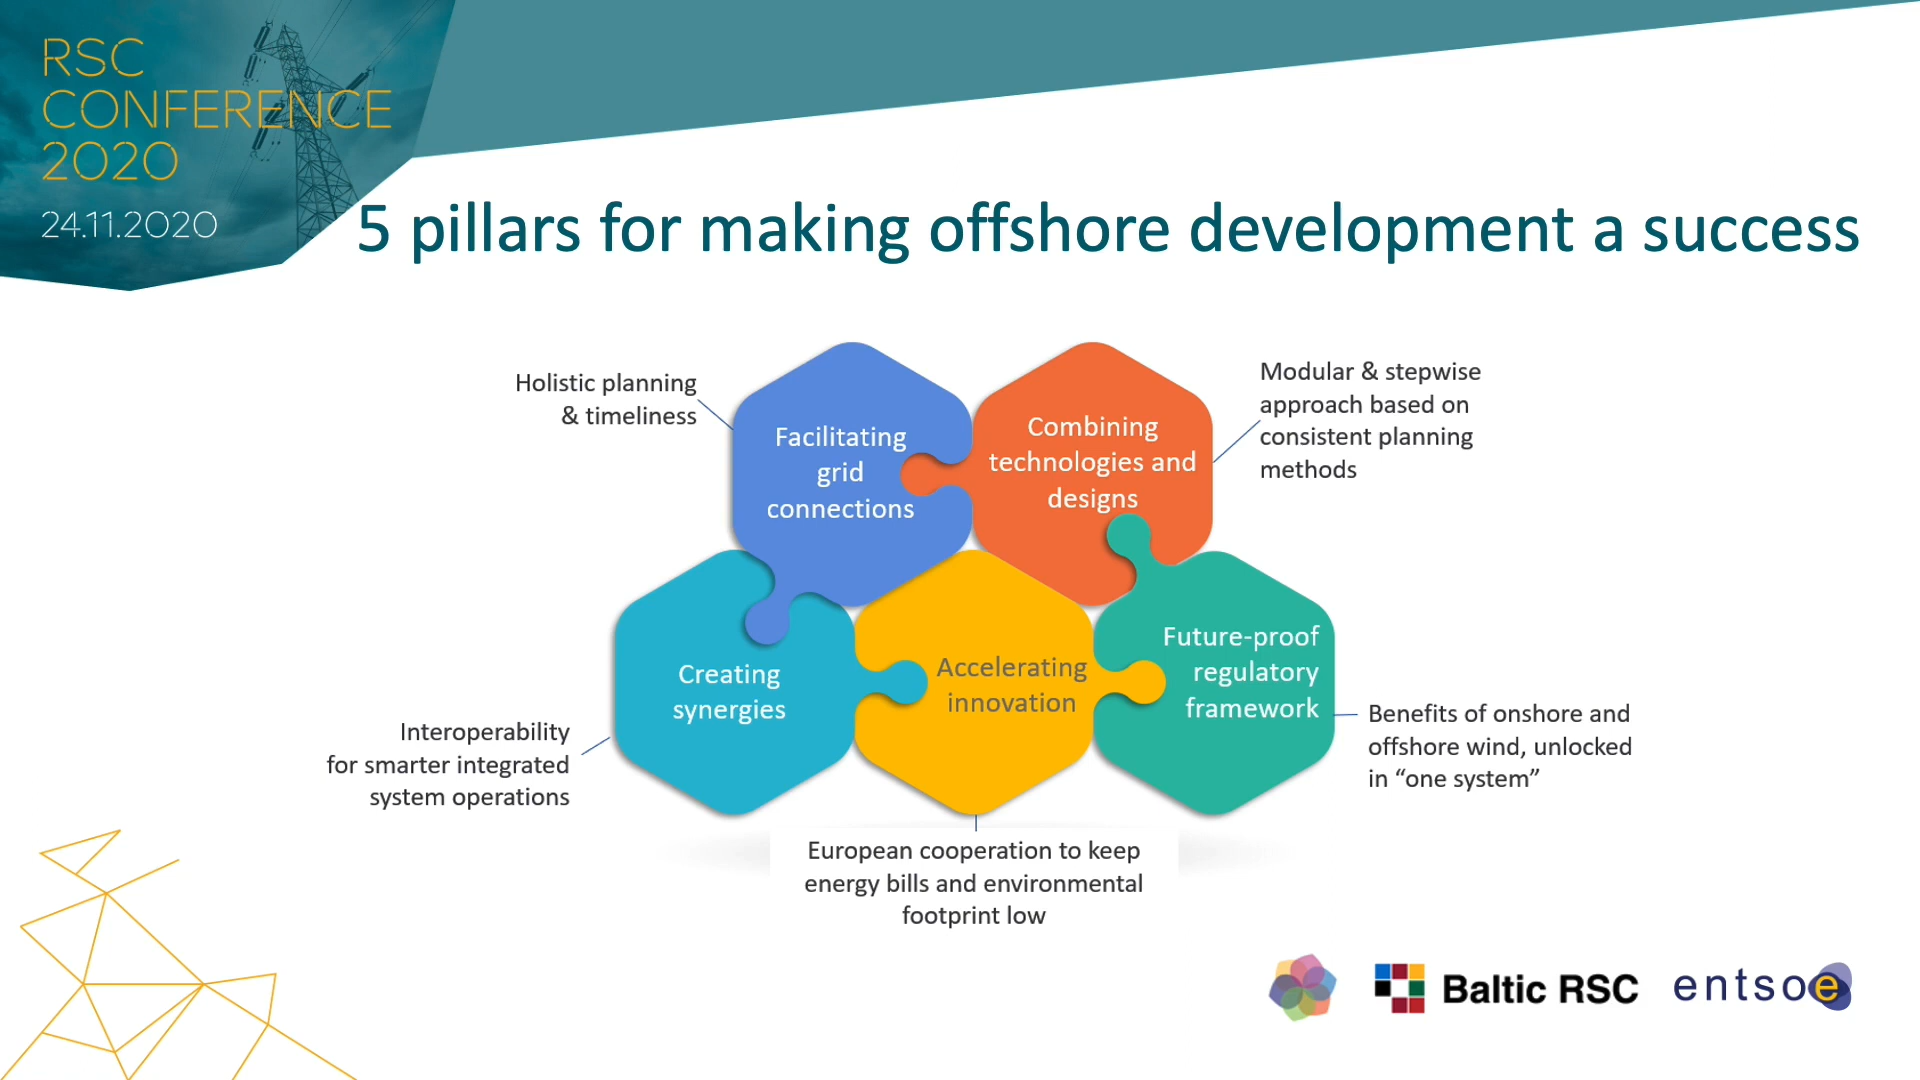 RSC
CONFERENCE
2020
24.11.2020
5 pillars for making offshore development a success
Holistic planning
& timeliness
Facilitating
grid
connections
Combining
technologies and
designs
Modular & stepwise
approach based on
consistent planning
methods
Creating
synergies
Accelerating
innovation
Future-proof
regulatory
framework
Interoperability
for smarter integrated
system operations
Benefits of onshore and
offshore wind, unlocked
in “one system”
European cooperation to keep
energy bills and environmental
footprint low
Baltic RSC
entsoe